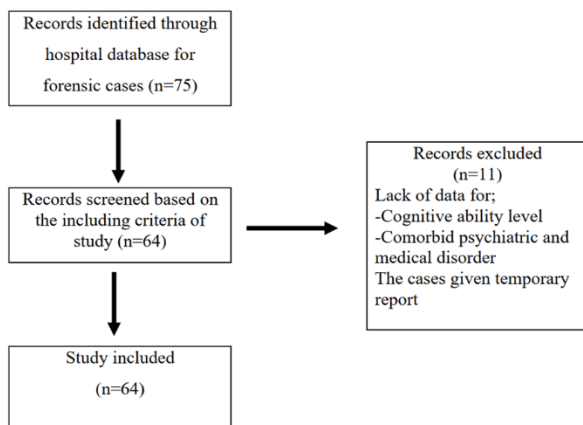 Records identified through
hospital database for
forensic cases (n=75)
Records screened based on
the including criteria of
study (n=64)
Records excluded
(n=11)
Lack of data for;
-Cognitive ability level
-Comorbid psychiatric and
medical disorder
The cases given temporary
report
Study included
(n=64)